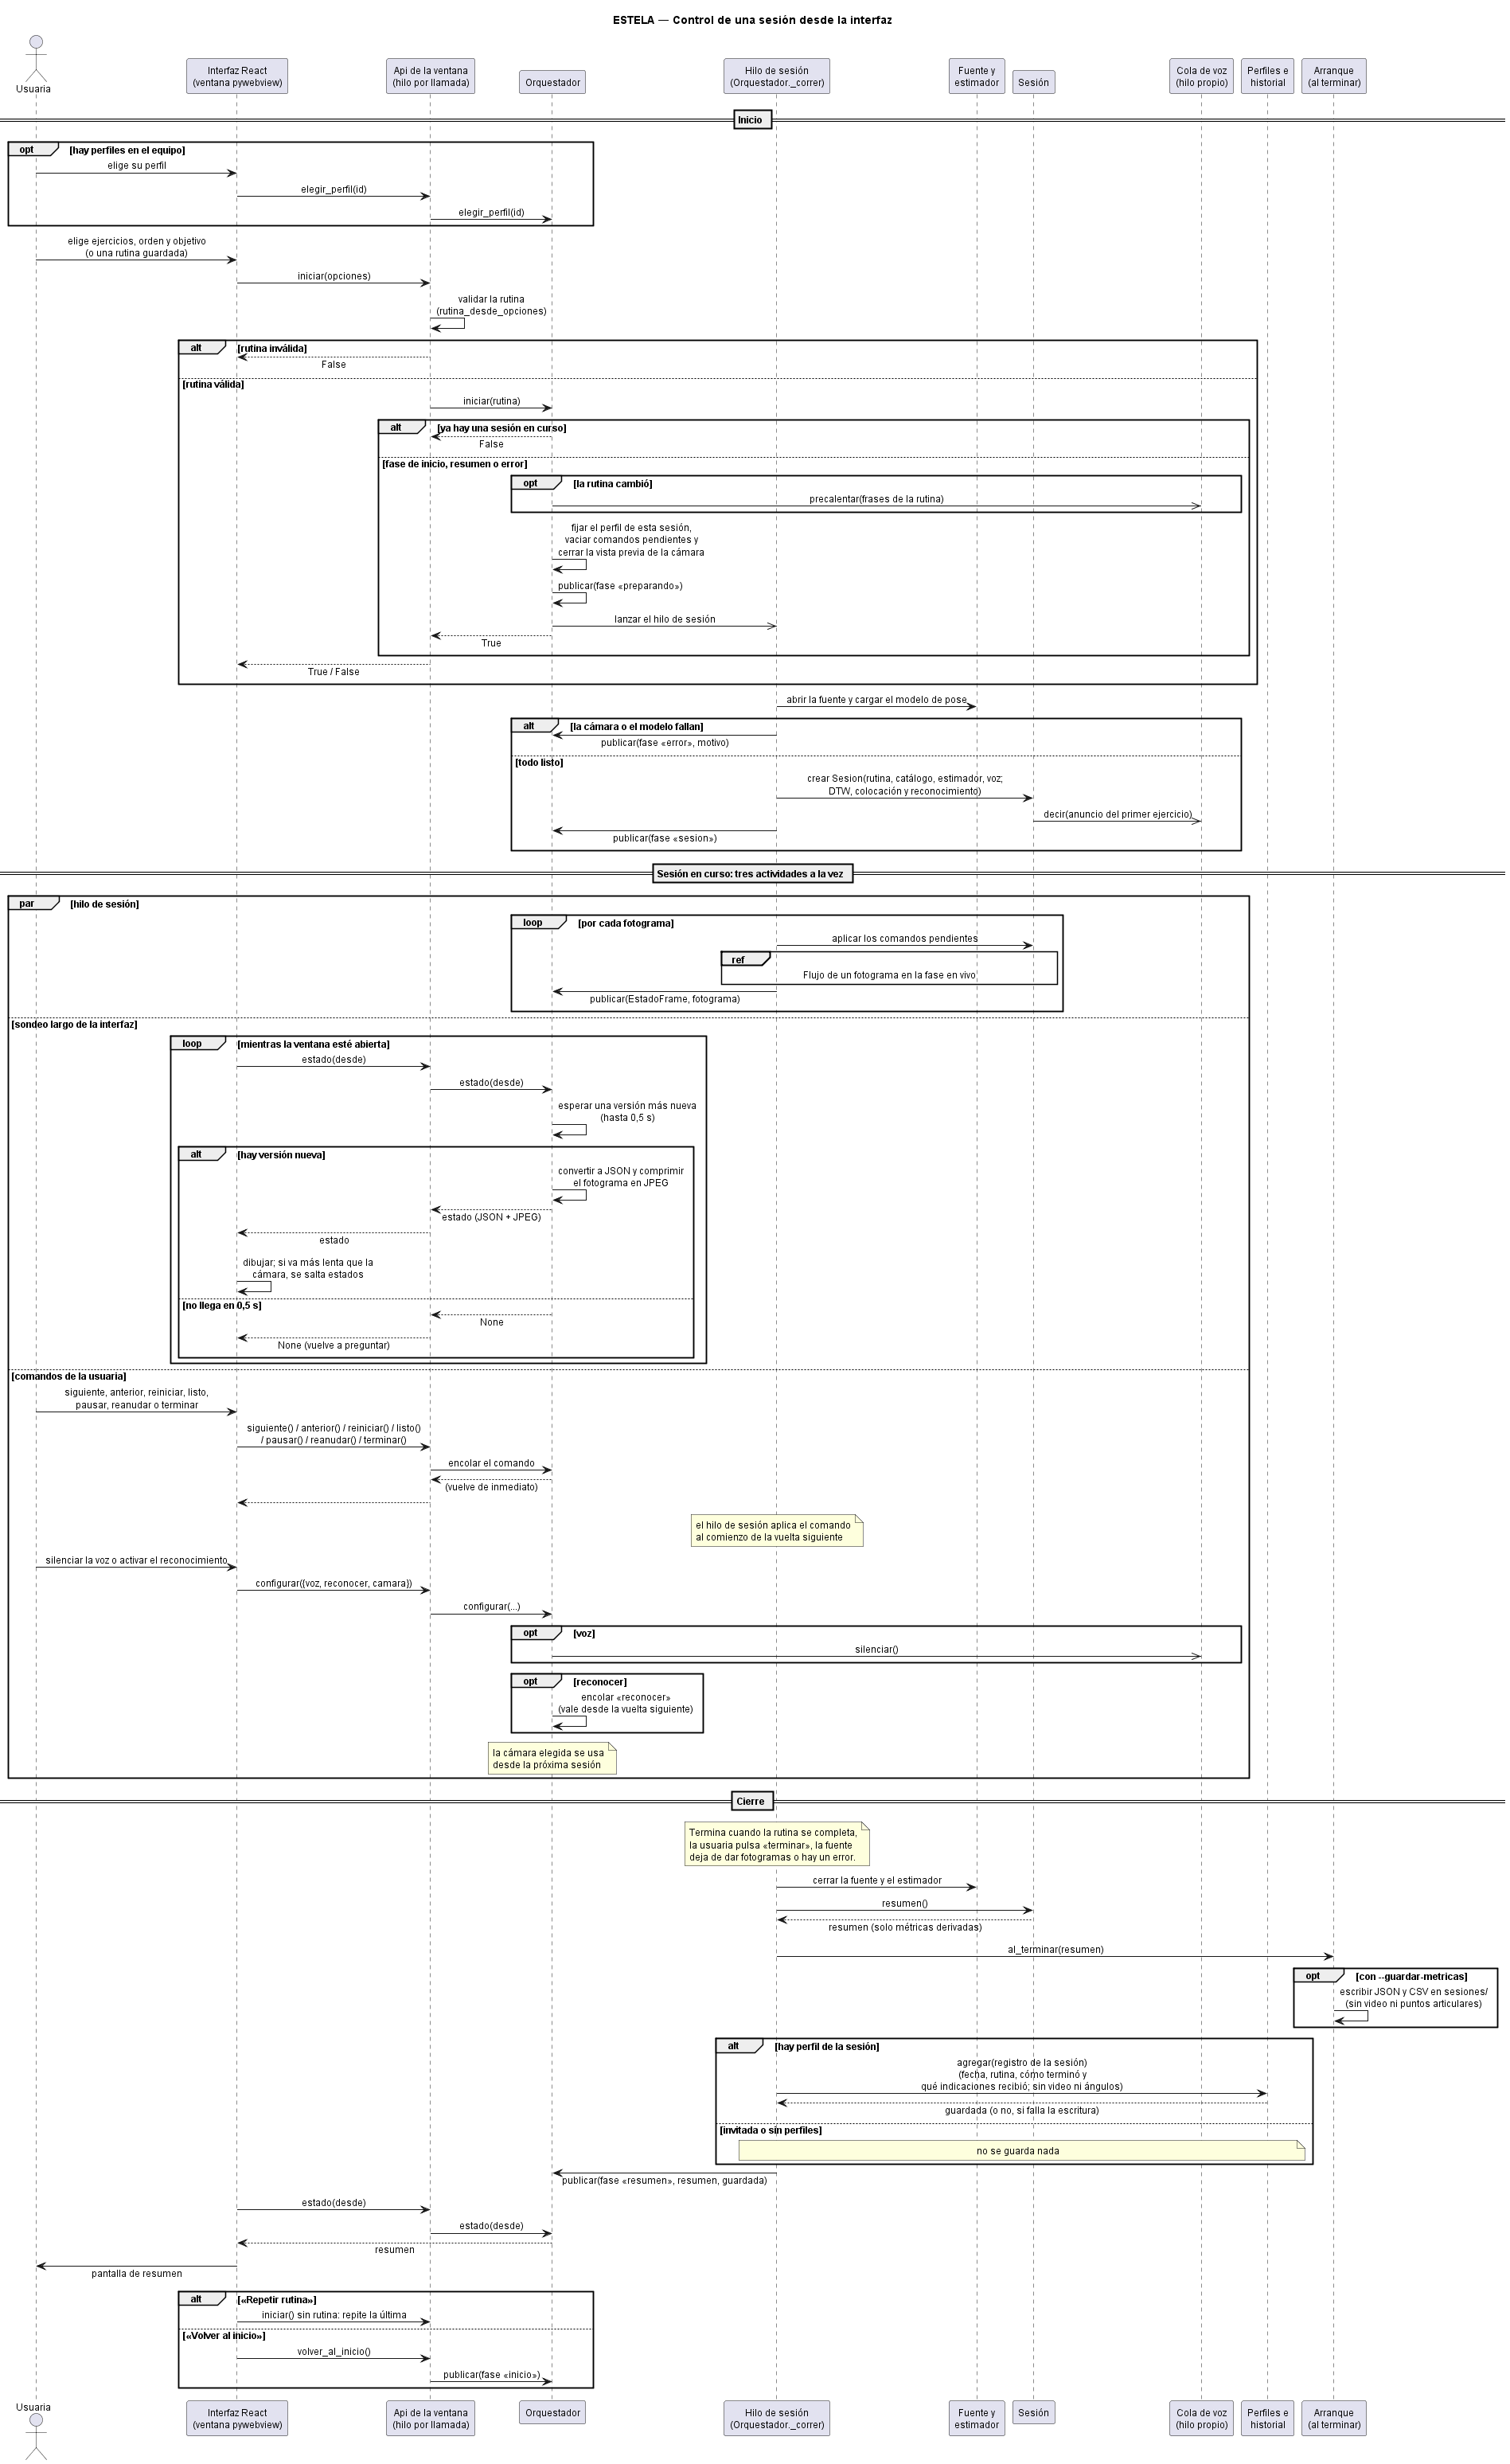 ESTELA — Control de una sesión desde la interfaz
Usuaria
Interfaz React
(ventana pywebview)
Api de la ventana
(hilo por llamada)
Orquestador
Hilo de sesión
(Orquestador._correr)
Fuente y
estimador
Sesión
Cola de voz
(hilo propio)
Perfiles e
historial
Arranque
(al terminar)
Inicio
opt [hay perfiles en el equipo]
elige su perfil
elegir_perfil(id)
elegir_perfil(id)
elige ejercicios, orden y objetivo
(o una rutina guardada)
iniciar(opciones)
validar la rutina
(rutina_desde_opciones)
alt [rutina inválida]
False
[rutina válida]
iniciar(rutina)
alt [ya hay una sesión en curso]
False
[fase de inicio, resumen o error]
opt [la rutina cambió]
precalentar(frases de la rutina)
fijar el perfil de esta sesión,
vaciar comandos pendientes y
cerrar la vista previa de la cámara
publicar(fase «preparando»)
lanzar el hilo de sesión
True
True / False
abrir la fuente y cargar el modelo de pose
alt [la cámara o el modelo fallan]
publicar(fase «error», motivo)
[todo listo]
crear Sesion(rutina, catálogo, estimador, voz;
DTW, colocación y reconocimiento)
decir(anuncio del primer ejercicio)
publicar(fase «sesion»)
Sesión en curso: tres actividades a la vez
par [hilo de sesión]
loop [por cada fotograma]
aplicar los comandos pendientes
ref
Flujo de un fotograma en la fase en vivo
publicar(EstadoFrame, fotograma)
[sondeo largo de la interfaz]
loop [mientras la ventana esté abierta]
estado(desde)
estado(desde)
esperar una versión más nueva
(hasta 0,5 s)
alt [hay versión nueva]
convertir a JSON y comprimir
el fotograma en JPEG
estado (JSON + JPEG)
estado
dibujar; si va más lenta que la
cámara, se salta estados
[no llega en 0,5 s]
None
None (vuelve a preguntar)
[comandos de la usuaria]
siguiente, anterior, reiniciar, listo,
pausar, reanudar o terminar
siguiente() / anterior() / reiniciar() / listo()
/ pausar() / reanudar() / terminar()
encolar el comando
(vuelve de inmediato)
el hilo de sesión aplica el comando
al comienzo de la vuelta siguiente
silenciar la voz o activar el reconocimiento
configurar({voz, reconocer, camara})
configurar(...)
opt [voz]
silenciar()
opt [reconocer]
encolar «reconocer»
(vale desde la vuelta siguiente)
la cámara elegida se usa
desde la próxima sesión
Cierre
Termina cuando la rutina se completa,
la usuaria pulsa «terminar», la fuente
deja de dar fotogramas o hay un error.
cerrar la fuente y el estimador
resumen()
resumen (solo métricas derivadas)
al_terminar(resumen)
opt [con --guardar-metricas]
escribir JSON y CSV en sesiones/
(sin video ni puntos articulares)
alt [hay perfil de la sesión]
agregar(registro de la sesión)
(fecha, rutina, cómo terminó y
qué indicaciones recibió; sin video ni ángulos)
guardada (o no, si falla la escritura)
[invitada o sin perfiles]
no se guarda nada
publicar(fase «resumen», resumen, guardada)
estado(desde)
estado(desde)
resumen
pantalla de resumen
alt [«Repetir rutina»]
iniciar() sin rutina: repite la última
[«Volver al inicio»]
volver_al_inicio()
publicar(fase «inicio»)
Usuaria
Interfaz React
(ventana pywebview)
Api de la ventana
(hilo por llamada)
Orquestador
Hilo de sesión
(Orquestador._correr)
Fuente y
estimador
Sesión
Cola de voz
(hilo propio)
Perfiles e
historial
Arranque
(al terminar)